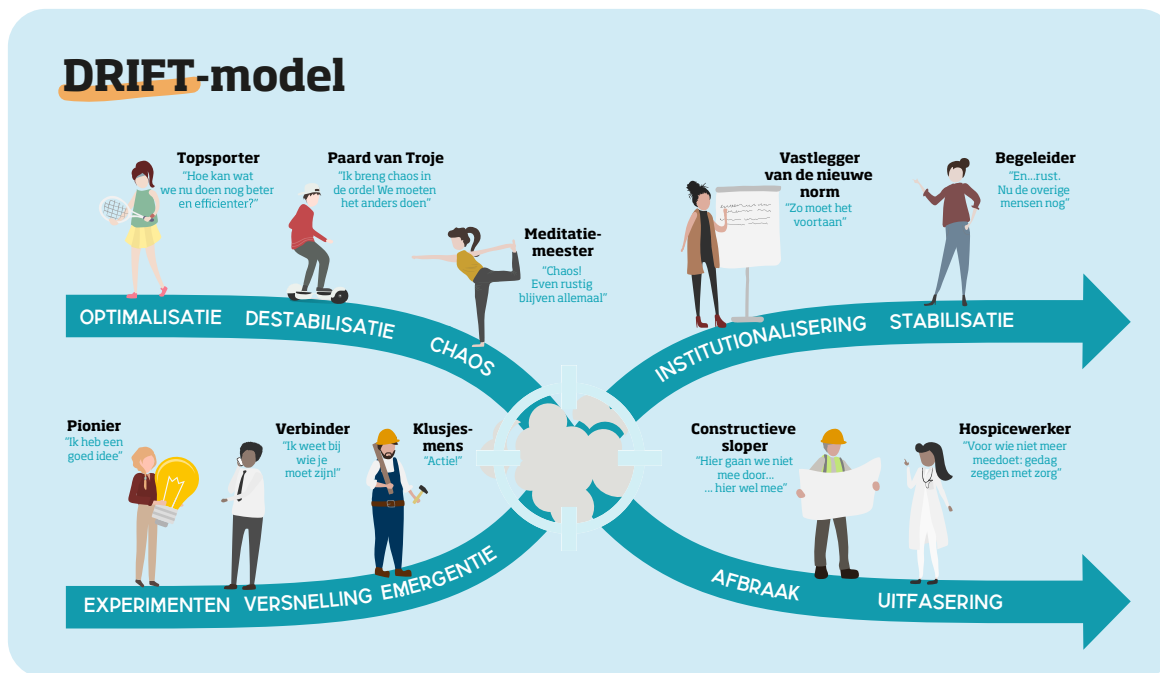 DRIFT-model
Topsporter
“Hoe kan wat
we nu doen nog beter
en efficienter?”
Paard van Troje
“Ik breng chaos in
de orde! We moeten
het anders doen”
Meditatie-
meester
“Chaos!
Even rustig
blijven allemaal”
Vastlegger
van de nieuwe
norm
“Zo moet het
voortaan”
Begeleider
“En...rust.
Nu de overige
mensen nog”
OPTIMALISATIE
DESTABILISATIE
CHAOS
INSTITUTIONALISERING
STABILISATIE
Pionier
“Ik heb een
goed idee”
Verbinder
“Ik weet bij
wie je
moet zijn!”
Klusjes-
mens
“Actie!”
Constructieve
sloper
“Hier gaan we niet
mee door...
... hier wel mee”
Hospicewerker
“Voor wie niet meer
meedoet: gedag
zeggen met zorg”
EXPERIMENTEN
VERSNELLING
EMERGENTIE
AFBRAAK
UITFASERING